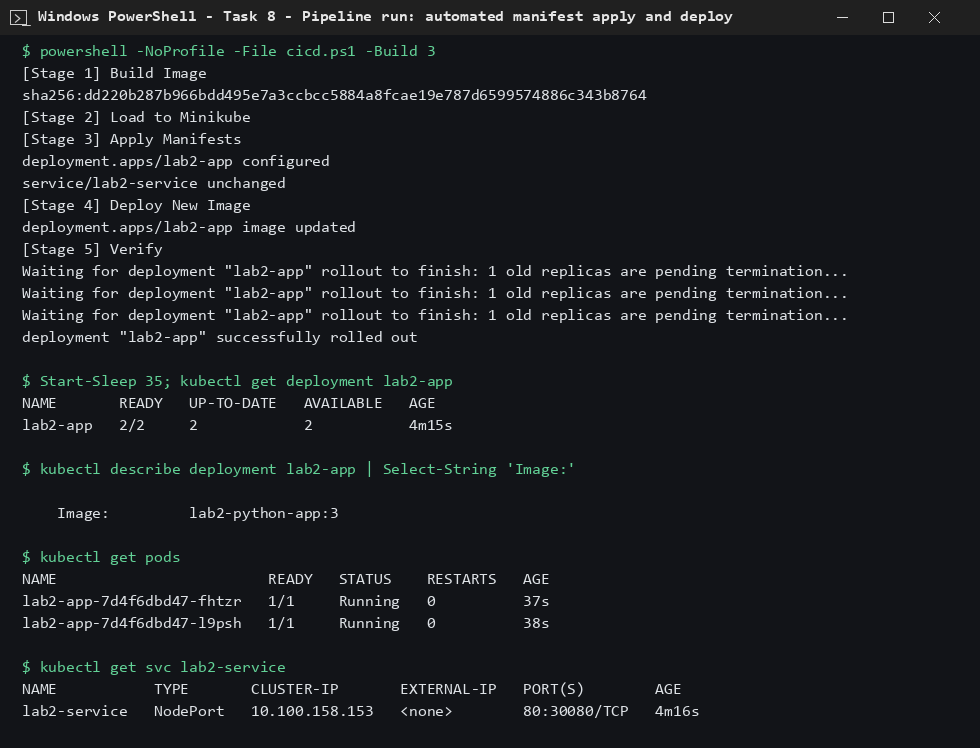 Windows PowerShell - Task 8 - Pipeline run: automated manifest apply and deploy
$ powershell -NoProfile -File cicd.ps1 -Build 3
[Stage 1] Build Image
sha256:dd220b287b966bdd495e7a3ccbcc5884a8fcae19e787d6599574886c343b8764
[Stage 2] Load to Minikube
[Stage 3] Apply Manifests
deployment.apps/lab2-app configured
service/lab2-service unchanged
[Stage 4] Deploy New Image
deployment.apps/lab2-app image updated
[Stage 5] Verify
Waiting for deployment "lab2-app" rollout to finish: 1 old replicas are pending termination...
Waiting for deployment "lab2-app" rollout to finish: 1 old replicas are pending termination...
Waiting for deployment "lab2-app" rollout to finish: 1 old replicas are pending termination...
deployment "lab2-app" successfully rolled out
$ Start-Sleep 35; kubectl get deployment lab2-app
NAME       READY   UP-TO-DATE   AVAILABLE   AGE
lab2-app   2/2     2            2           4m15s
$ kubectl describe deployment lab2-app | Select-String 'Image:'
    Image:         lab2-python-app:3
$ kubectl get pods
NAME                        READY   STATUS    RESTARTS   AGE
lab2-app-7d4f6dbd47-fhtzr   1/1     Running   0          37s
lab2-app-7d4f6dbd47-l9psh   1/1     Running   0          38s
$ kubectl get svc lab2-service
NAME           TYPE       CLUSTER-IP       EXTERNAL-IP   PORT(S)        AGE
lab2-service   NodePort   10.100.158.153   <none>        80:30080/TCP   4m16s